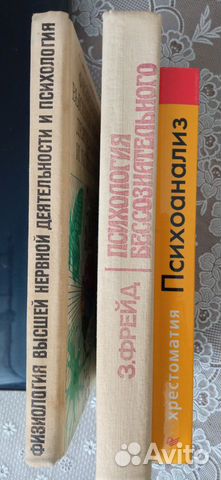 ФИЗИОЛОГИЯ ВЫСШЕЙ НЕРВНОЙ ДЕЯТЕЛЬНОСТИ И ПСИХОЛОГИЯ
З. ФРЕЙД
ПСИХОЛОГИЯ
БЕССОЗНАТЕЛЬНОГО
хрестоматия
Психоанализ
Avito